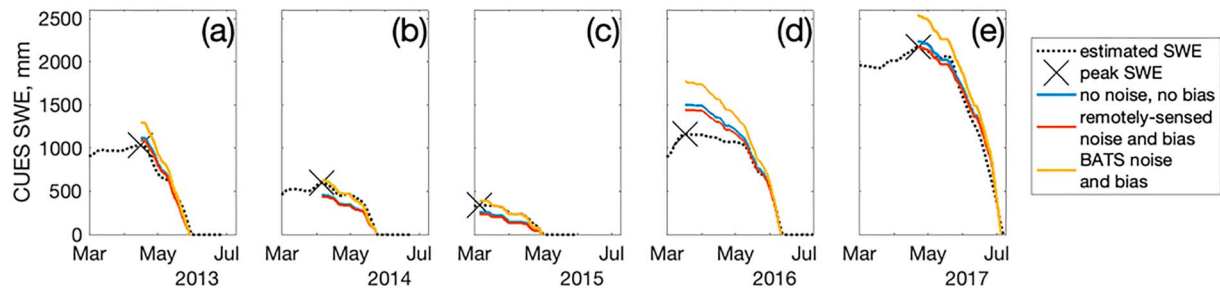 (a) (b) (c) (d) (e)
CUES SWE, mm
2500
2000
1500
1000
500
0
Mar May Jul Mar May Jul Mar May Jul Mar May Jul Mar May Jul
2013 2014 2015 2016 2017
estimated SWE
peak SWE
no noise, no bias
remotely-sensed
noise and bias
BATS noise
and bias